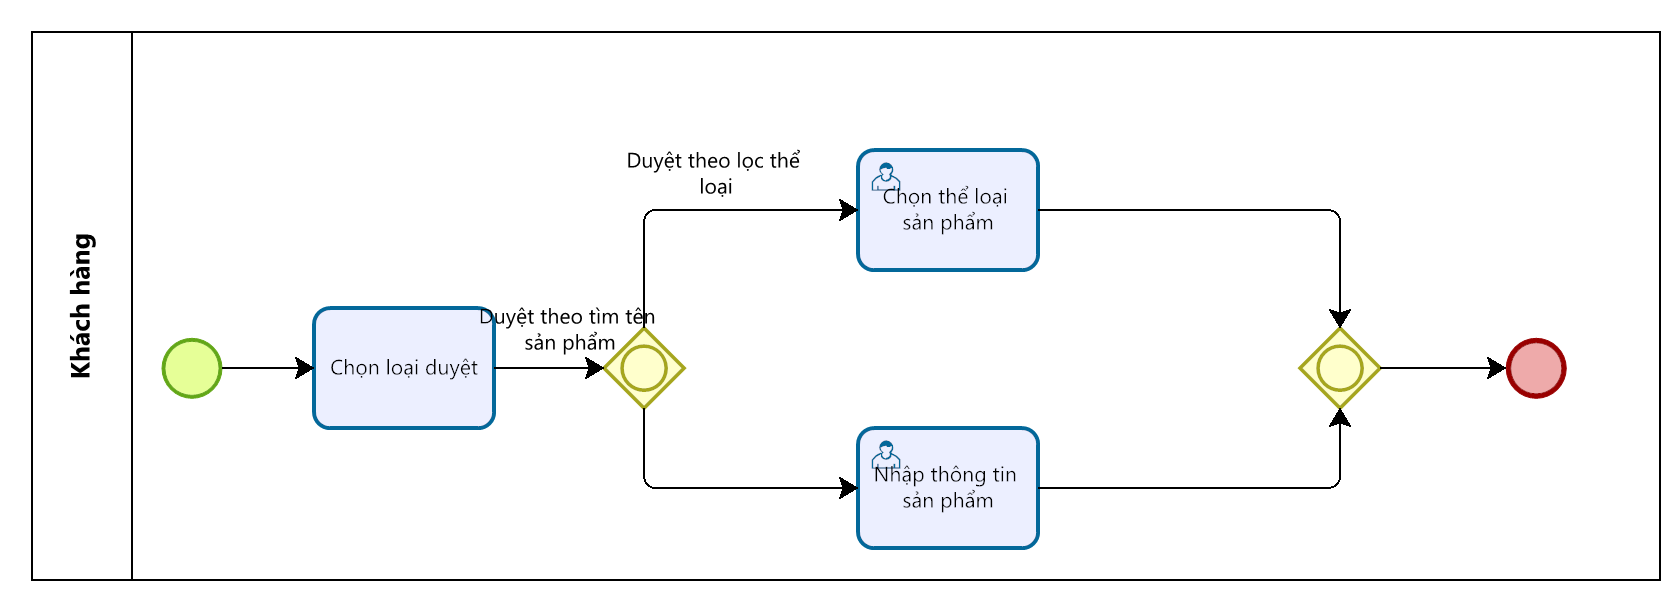 Khách hàng
Chọn loại duyệt
Duyệt theo tìm tên
sản phẩm
Duyệt theo lọc thể
loại
Chọn thể loại
sản phẩm
Nhập thông tin
sản phẩm